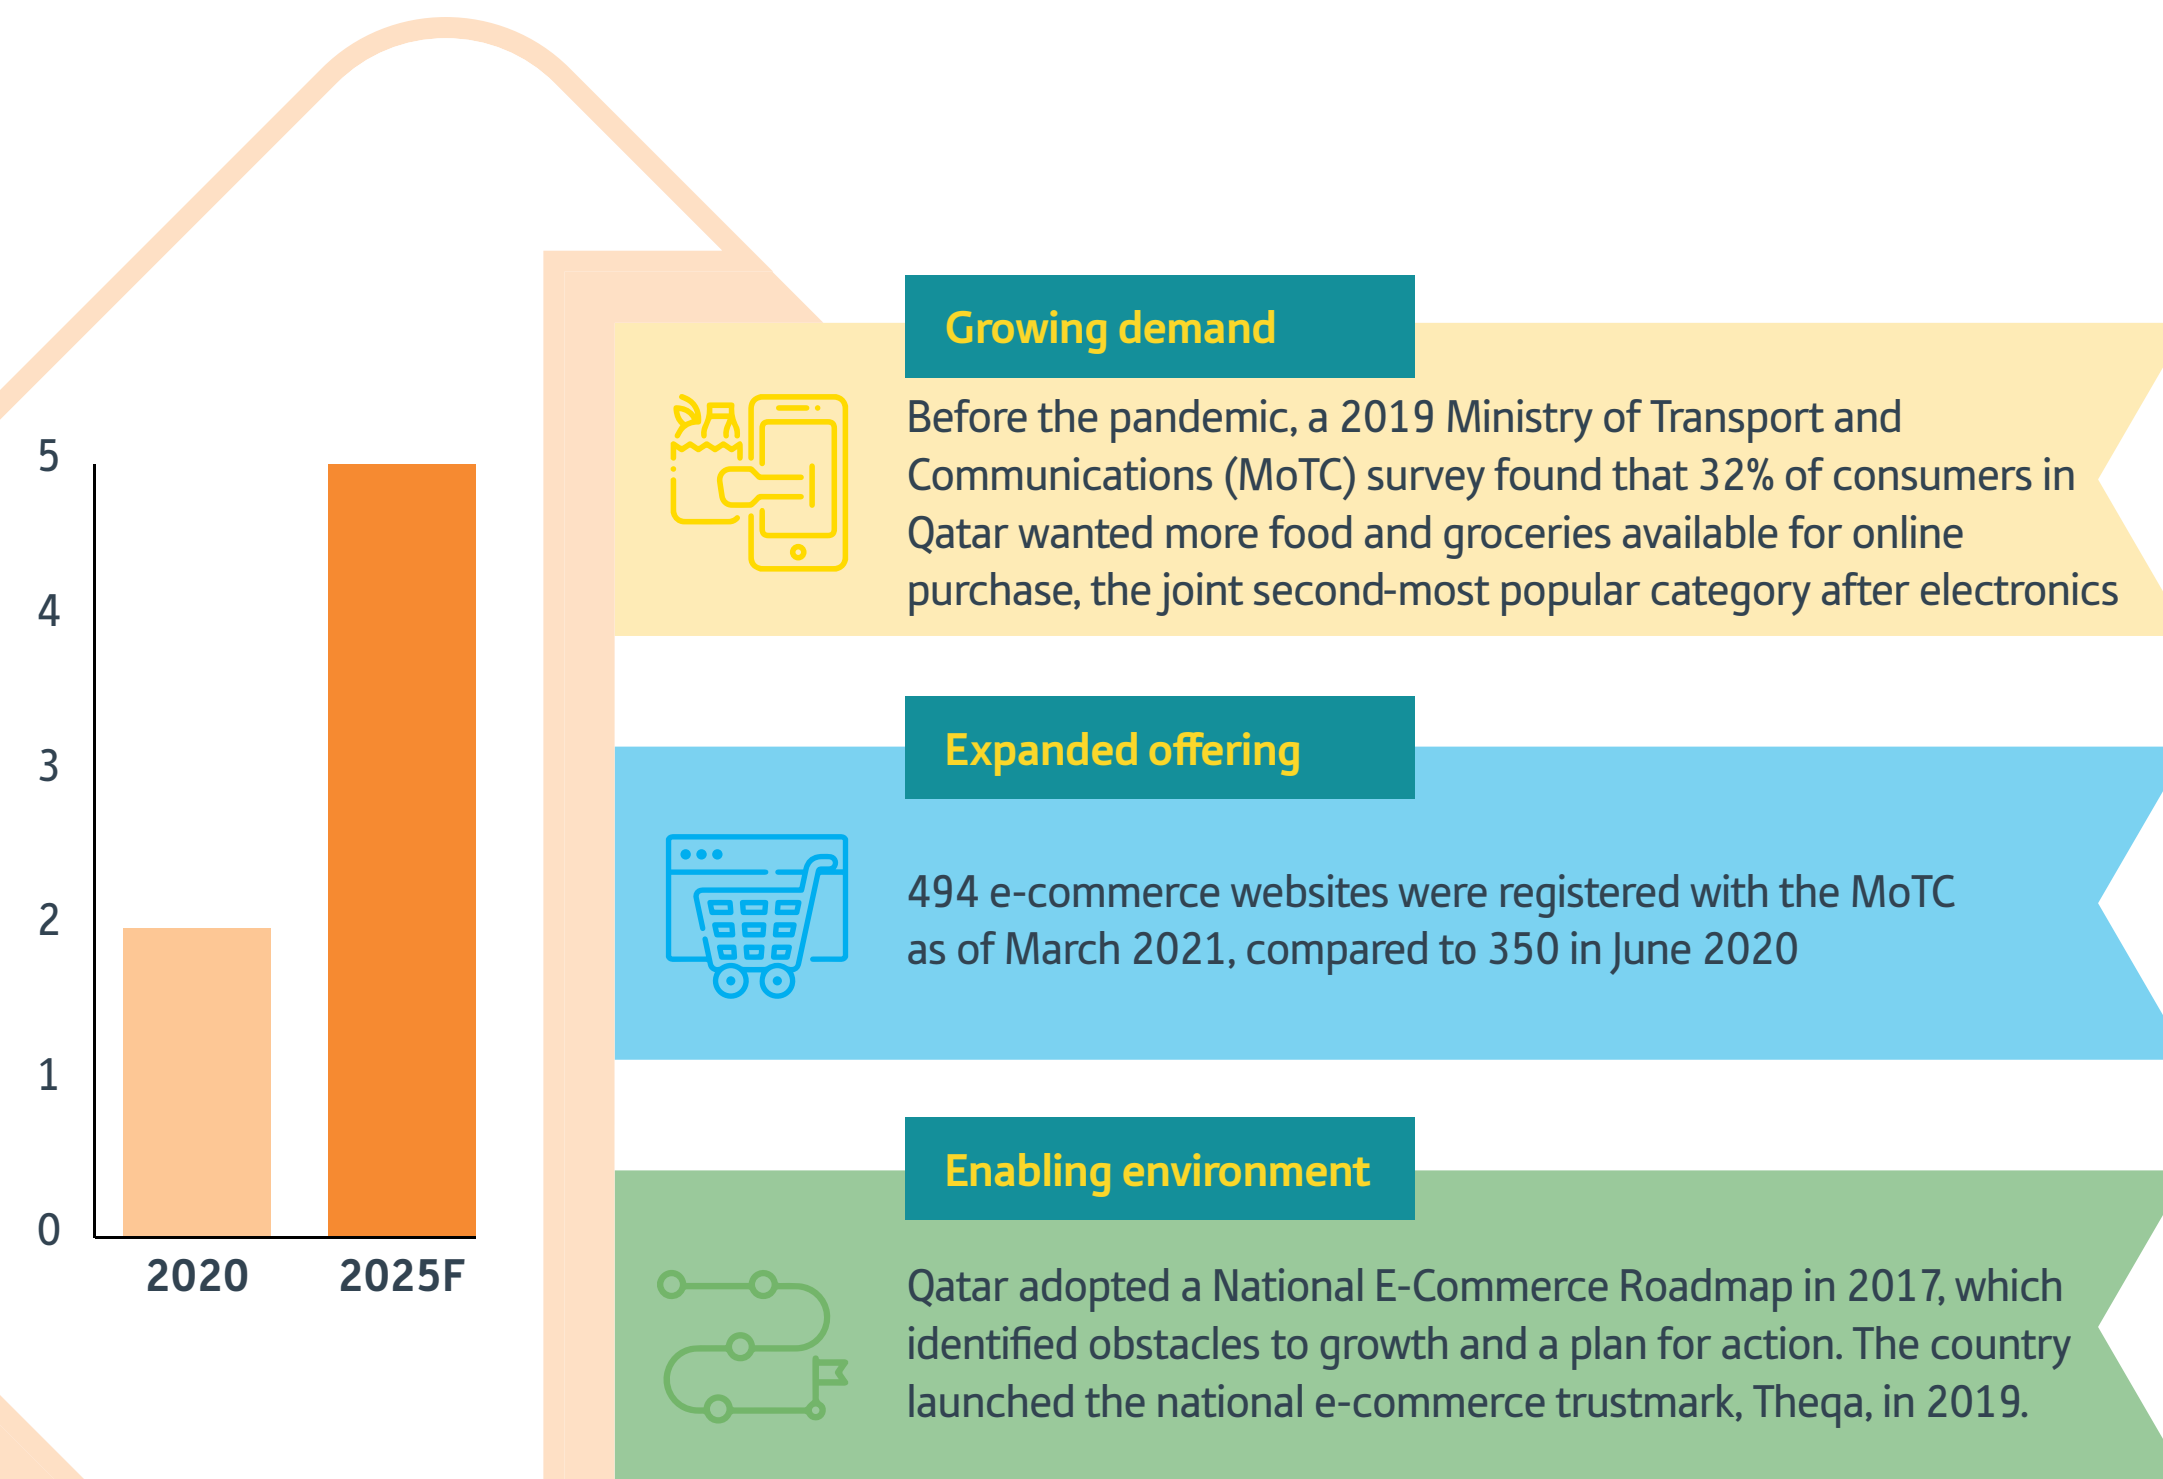 5
4
3
2
1
0
2020 2025F
Growing demand
Before the pandemic, a 2019 Ministry of Transport and
Communications (MoTC) survey found that 32% of consumers in
Qatar wanted more food and groceries available for online
purchase, the joint second-most popular category after electronics
Expanded offering
494 e-commerce websites were registered with the MoTC
as of March 2021, compared to 350 in June 2020
Enabling environment
Qatar adopted a National E-Commerce Roadmap in 2017, which
identified obstacles to growth and a plan for action. The country
launched the national e-commerce trustmark, Theqa, in 2019.